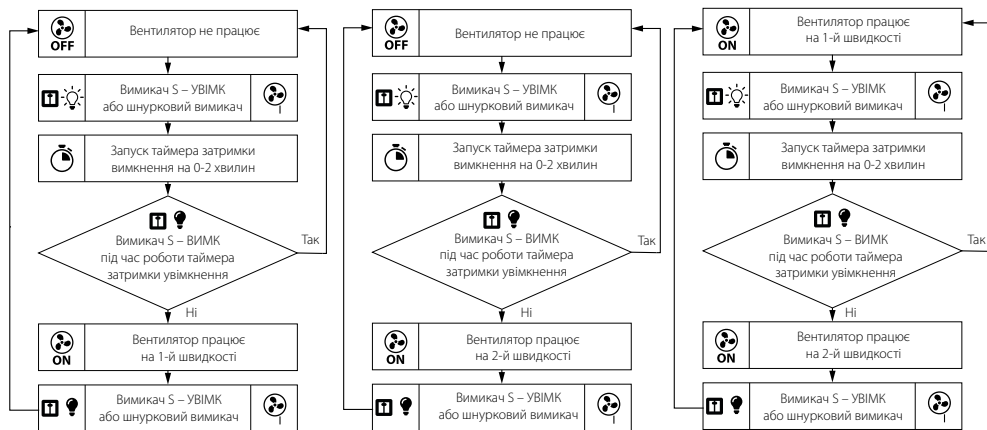 OFF
Вентилятор не працює
Вимикач S – УВІМК
або шнурковий вимикач
Запуск таймера затримки
вимкнення на 0-2 хвилин
Вимикач S – ВИМК
під час роботи таймера
затримки увімкнення
Так
Ні
ON
Вентилятор працює
на 1-й швидкості
Вимикач S – УВІМК
або шнурковий вимикач
OFF
Вентилятор не працює
Вимикач S – УВІМК
або шнурковий вимикач
Запуск таймера затримки
вимкнення на 0-2 хвилин
Вимикач S – ВИМК
під час роботи таймера
затримки увімкнення
Так
Ні
ON
Вентилятор працює
на 2-й швидкості
Вимикач S – УВІМК
або шнурковий вимикач
ON
Вентилятор працює
на 1-й швидкості
Вимикач S – УВІМК
або шнурковий вимикач
Запуск таймера затримки
вимкнення на 0-2 хвилин
Вимикач S – ВИМК
під час роботи таймера
затримки увімкнення
Так
Ні
ON
Вентилятор працює
на 2-й швидкості
Вимикач S – УВІМК
або шнурковий вимикач